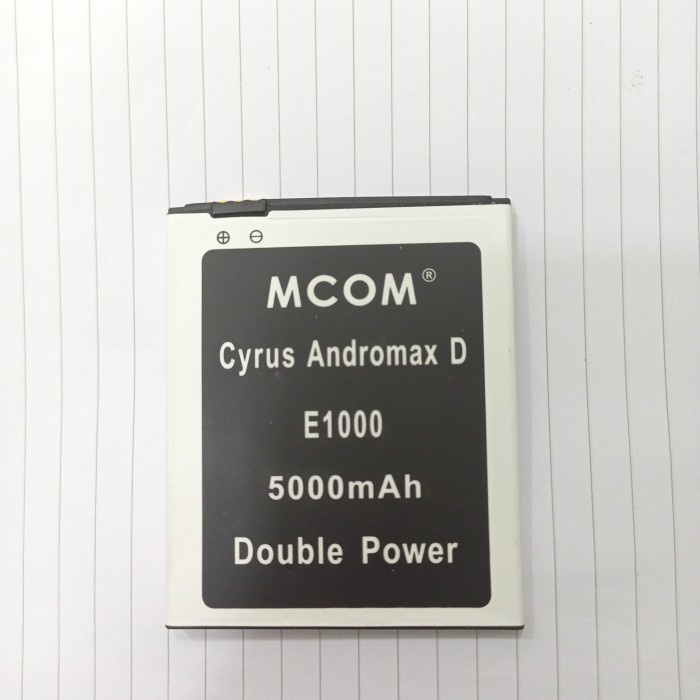 ⊕ ⊖
MCOM®
Cyrus Andromax D
E1000
5000mAh
Double Power